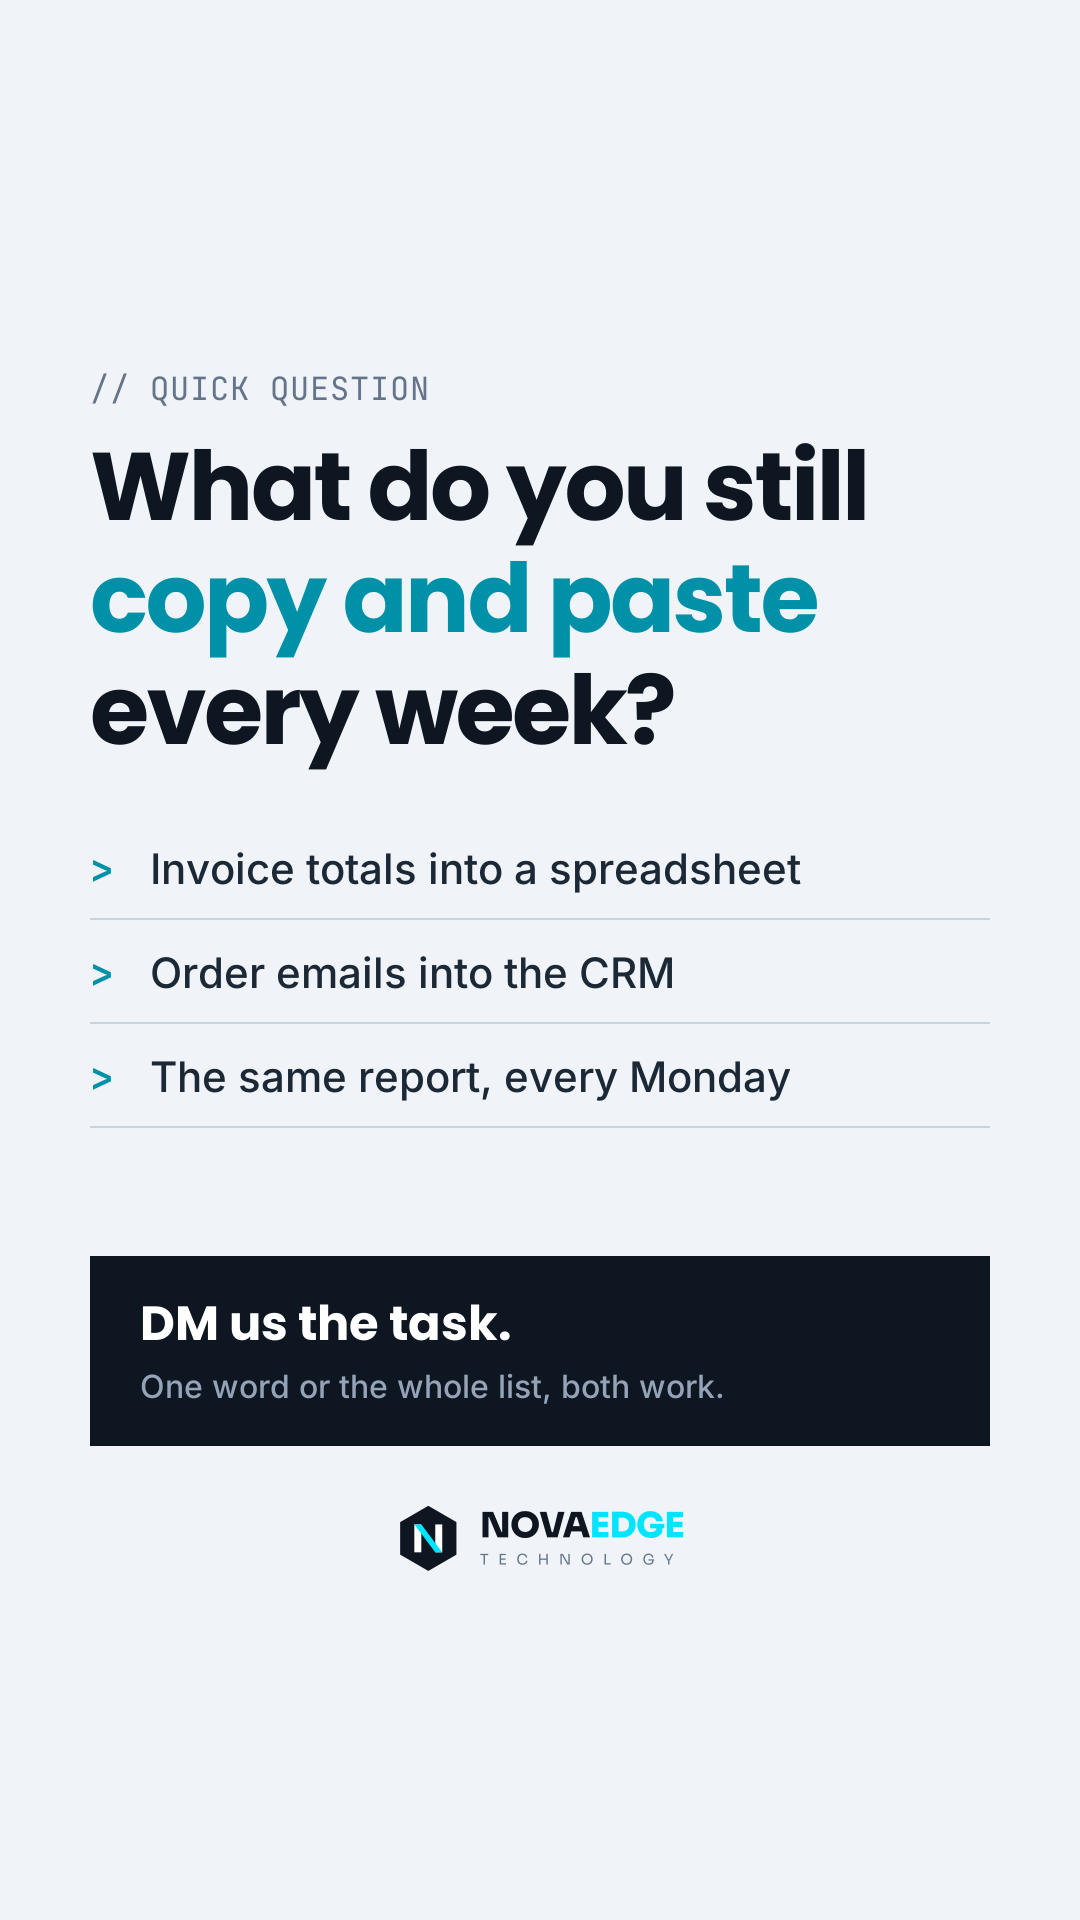 // QUICK QUESTION
What do you still
copy and paste
every week?
> Invoice totals into a spreadsheet
> Order emails into the CRM
> The same report, every Monday
DM us the task.
One word or the whole list, both work.
N NOVAEDGE
TECHNOLOGY